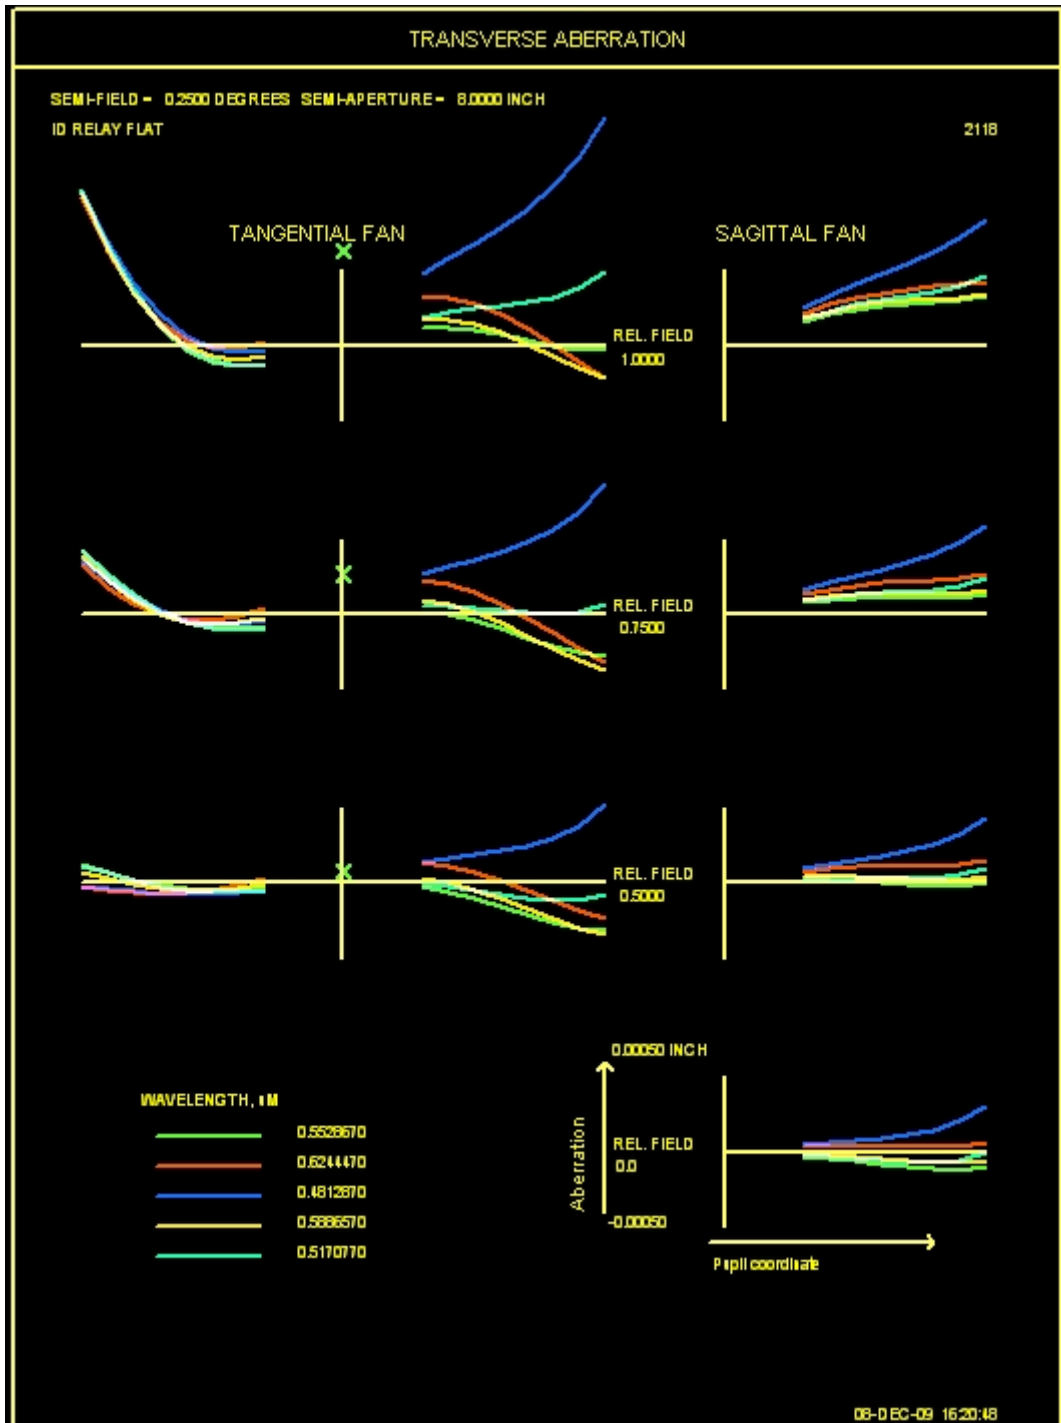 TRANSVERSE ABERRATION
SEMI-FIELD = 0.2500 DEGREES SEMI-APERTURE = 8.0000 INCH
ID RELAY FLAT 2118
TANGENTIAL FAN SAGITTAL FAN
REL. FIELD
1.0000
REL. FIELD
0.7500
REL. FIELD
0.5000
0.00050 INCH
WAVELENGTH, uM
0.5528670
REL. FIELD
0.6244470
0.0
0.4812870
Aberration
0.5886570
-0.00050
0.5170770
Pupil coordinate
08-DEC-09 16:20:48